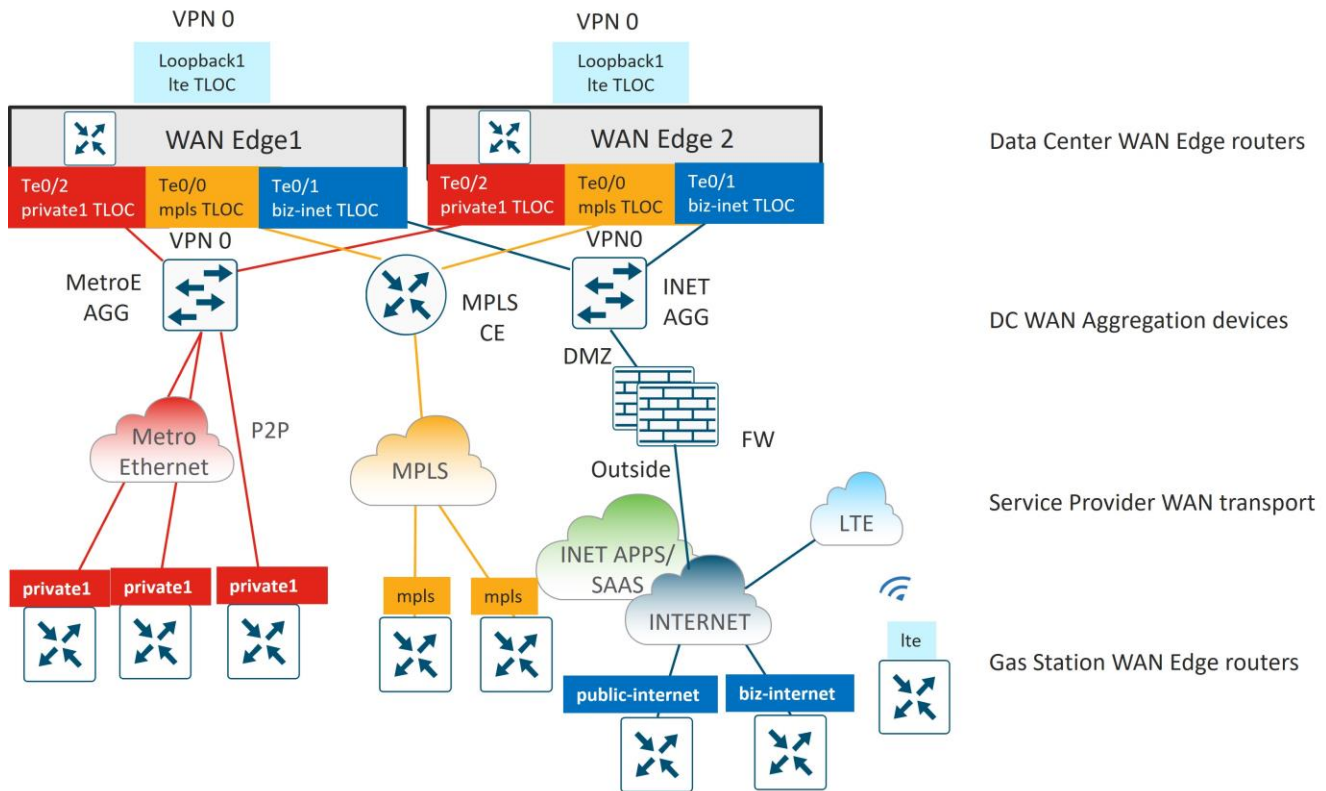 VPN 0
VPN 0
Loopback1
lte TLOC
Loopback1
lte TLOC
WAN Edge1
WAN Edge 2
Data Center WAN Edge routers
Te0/2
private1 TLOC
Te0/0
mpls TLOC
Te0/1
biz-inet TLOC
Te0/2
private1 TLOC
Te0/0
mpls TLOC
Te0/1
biz-inet TLOC
VPN 0
VPN0
MetroE
AGG
MPLS
CE
INET
AGG
DC WAN Aggregation devices
DMZ
Metro
Ethernet
P2P
MPLS
FW
Outside
LTE
Service Provider WAN transport
INET APPS/
SAAS
INTERNET
private1
private1
private1
mpls
mpls
lte
Gas Station WAN Edge routers
public-internet
biz-internet